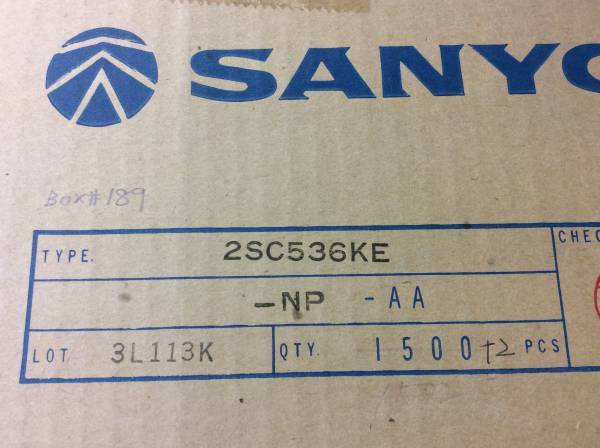 SANYO
Box#189
TYPE. 2SC536KE CHEC
-NP -AA
LOT 3L113K QTY. 1500+2 PCS